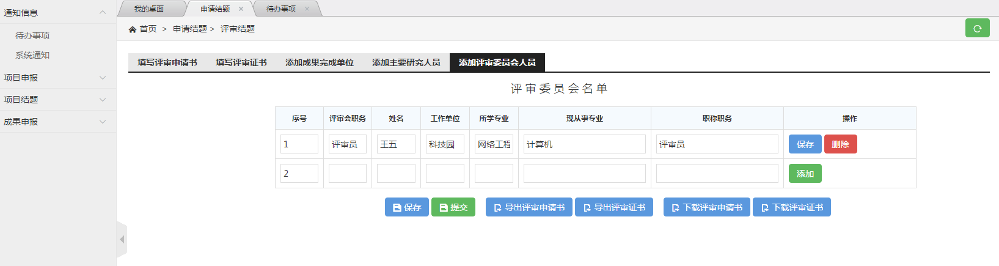 通知信息
待办事项
系统通知
项目申报
项目结题
成果申报
我的桌面 申请结题 待办事项
首页 > 申请结题 > 评审结题
填写评审申请书 填写评审证书 添加成果完成单位 添加主要研究人员 添加评审委员会人员
评审委员会名单
序号 评审会职务 姓名 工作单位 所学专业 现从事专业 职称职务 操作
1 评审员 王五 科技园 网络工程 计算机 评审员 保存 删除
2 添加
保存 提交 导出评审申请书 导出评审证书 下载评审申请书 下载评审证书